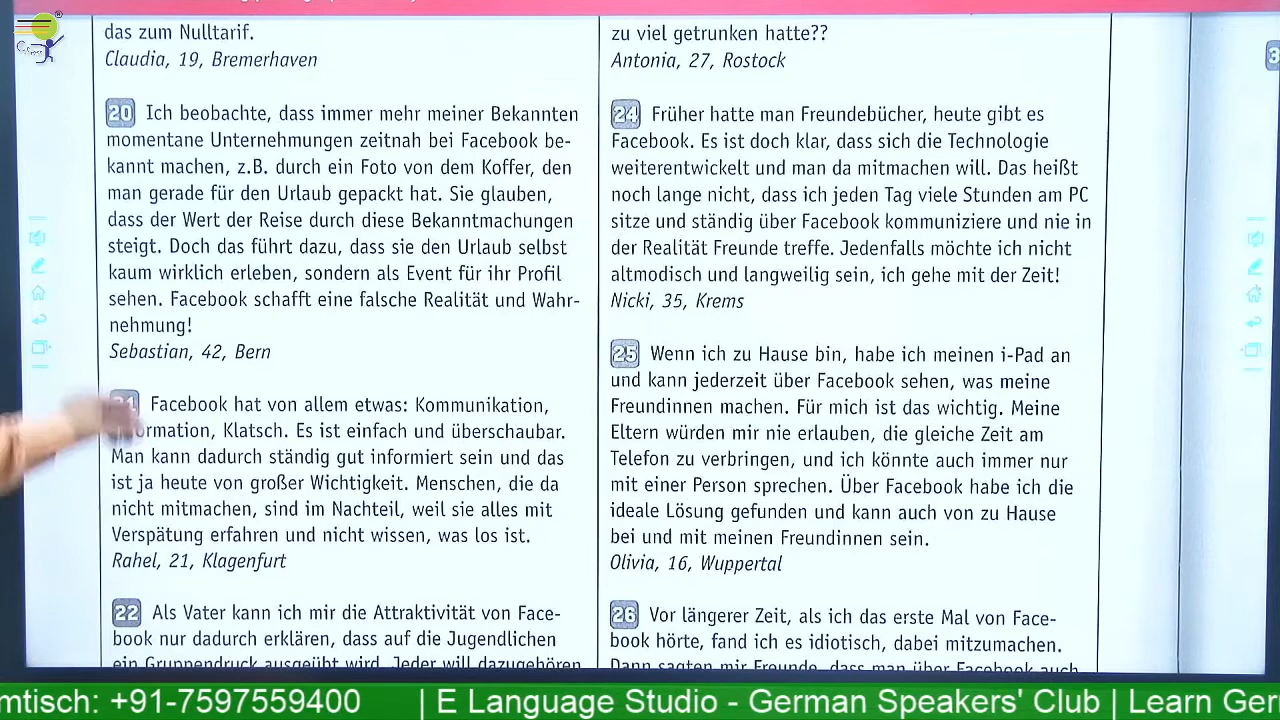 das zum Nulltarif.
Claudia, 19, Bremerhaven
20 Ich beobachte, dass immer mehr meiner Bekannten
momentane Unternehmungen zeitnah bei Facebook be-
kannt machen, z.B. durch ein Foto von dem Koffer, den
man gerade für den Urlaub gepackt hat. Sie glauben,
dass der Wert der Reise durch diese Bekanntmachungen
steigt. Doch das führt dazu, dass sie den Urlaub selbst
kaum wirklich erleben, sondern als Event für ihr Profil
sehen. Facebook schafft eine falsche Realität und Wahr-
nehmung!
Sebastian, 42, Bern
Facebook hat von allem etwas: Kommunikation,
Klatsch. Es ist einfach und überschaubar.
Man kann dadurch ständig gut informiert sein und das
ist ja heute von großer Wichtigkeit. Menschen, die da
nicht mitmachen, sind im Nachteil, weil sie alles mit
Verspätung erfahren und nicht wissen, was los ist.
Rahel, 21, Klagenfurt
22 Als Vater kann ich mir die Attraktivität von Face-
book nur dadurch erklären, dass auf die Jugendlichen
ein Gruppendruck ausgeübt wird. Jeder will dazugehören
zu viel getrunken hatte??
Antonia, 27, Rostock
24 Früher hatte man Freundebücher, heute gibt es
Facebook. Es ist doch klar, dass sich die Technologie
weiterentwickelt und man da mitmachen will. Das heißt
noch lange nicht, dass ich jeden Tag viele Stunden am PC
sitze und ständig über Facebook kommuniziere und nie in
der Realität Freunde treffe. Jedenfalls möchte ich nicht
altmodisch und langweilig sein, ich gehe mit der Zeit!
Nicki, 35, Krems
25 Wenn ich zu Hause bin, habe ich meinen i-Pad an
und kann jederzeit über Facebook sehen, was meine
Freundinnen machen. Für mich ist das wichtig. Meine
Eltern würden mir nie erlauben, die gleiche Zeit am
Telefon zu verbringen, und ich könnte auch immer nur
mit einer Person sprechen. Über Facebook habe ich die
ideale Lösung gefunden und kann auch von zu Hause
bei und mit meinen Freundinnen sein.
Olivia, 16, Wuppertal
26 Vor längerer Zeit, als ich das erste Mal von Face-
book hörte, fand ich es idiotisch, dabei mitzumachen.
Dann sagten mir Freunde, dass man über Facebook auch
mtisch: +91-7597559400 | E Language Studio - German Speakers' Club | Learn Ger